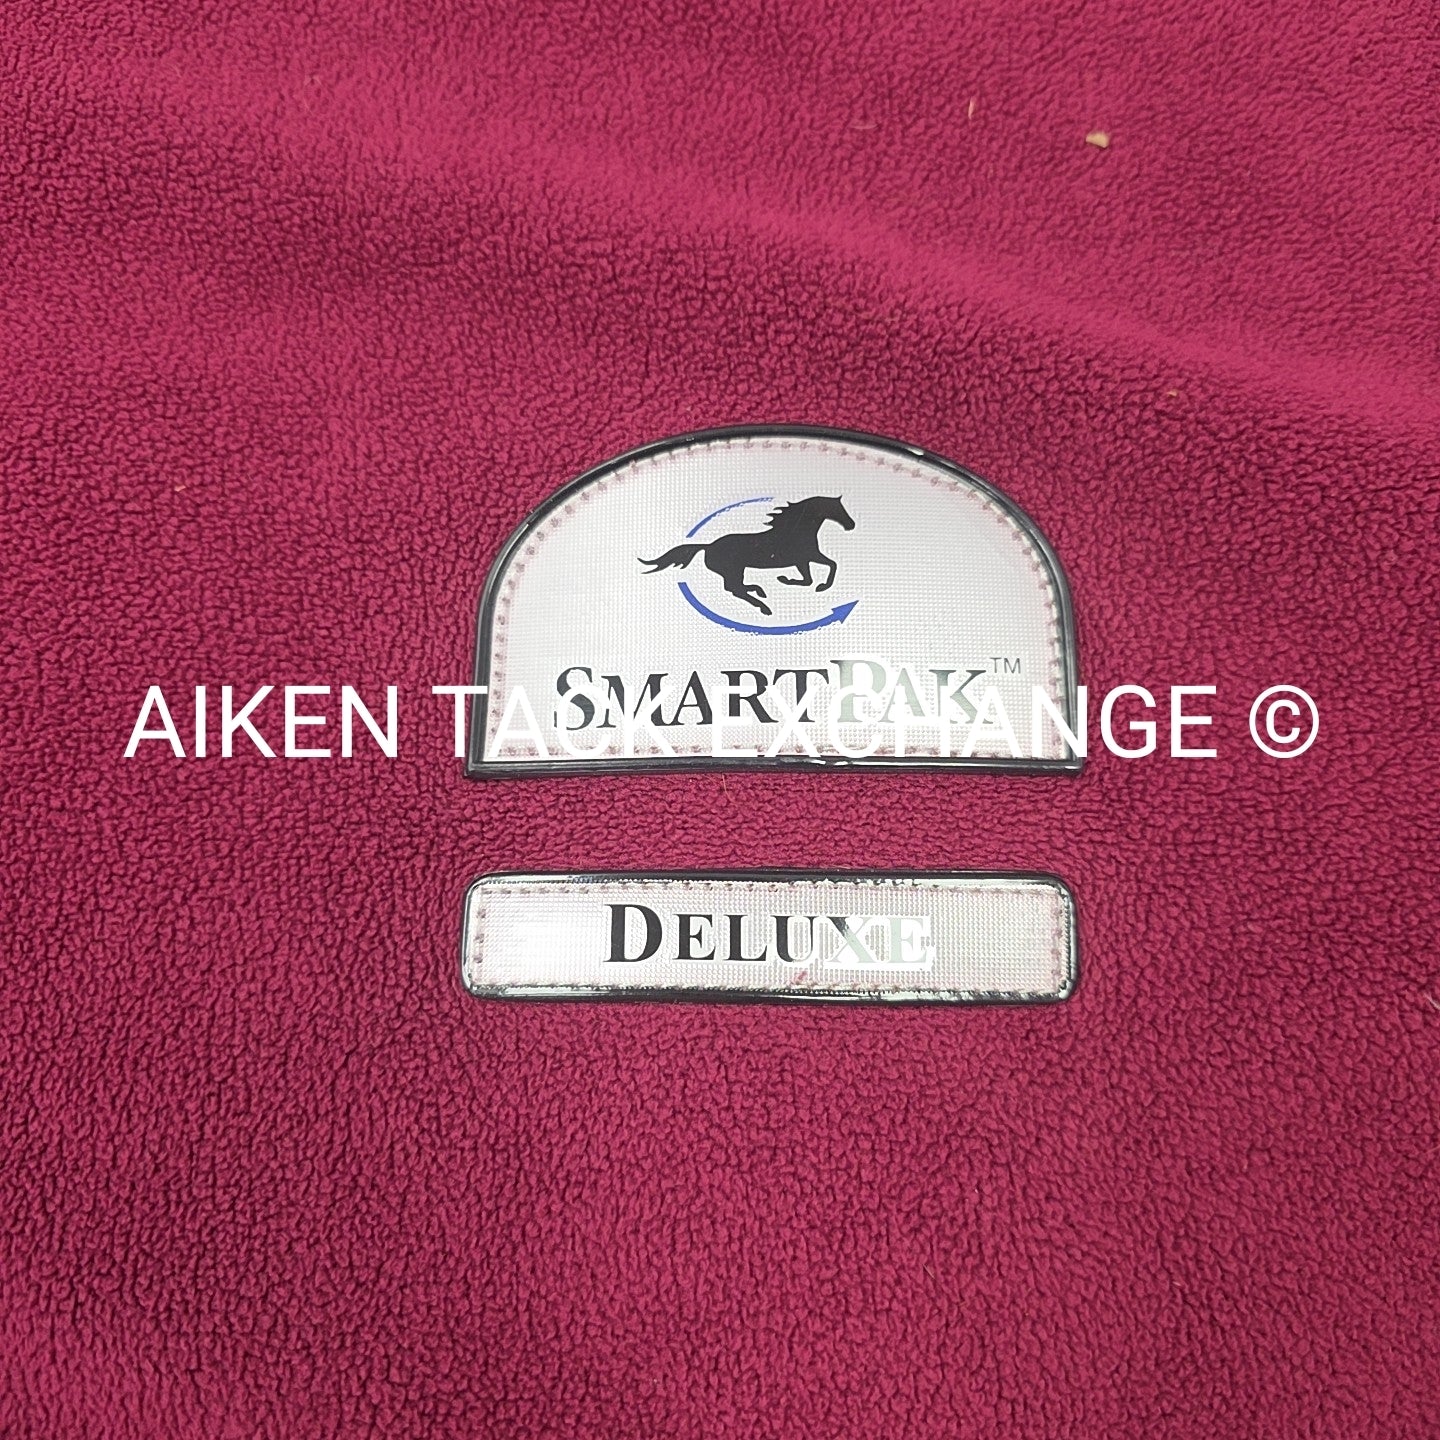 SMARTPAK™
AIKEN TACK EXCHANGE ©
DELUXE